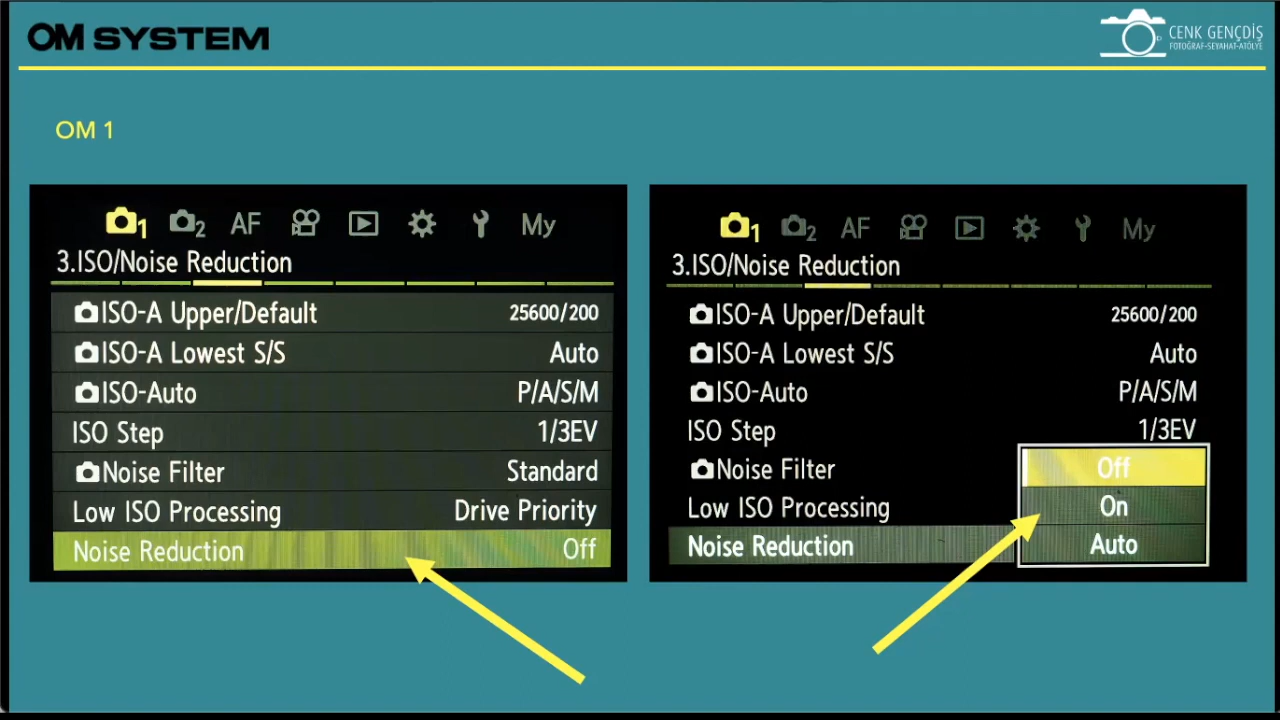 OM SYSTEM
CENK GENÇDİŞ
FOTOĞRAF-SEYAHAT-ATÖLYE
OM 1
1 2 AF My
3.ISO/Noise Reduction
ISO-A Upper/Default 25600/200
ISO-A Lowest S/S Auto
ISO-Auto P/A/S/M
ISO Step 1/3EV
Noise Filter Standard
Low ISO Processing Drive Priority
Noise Reduction Off
1 2 AF My
3.ISO/Noise Reduction
ISO-A Upper/Default 25600/200
ISO-A Lowest S/S Auto
ISO-Auto P/A/S/M
ISO Step 1/3EV
Noise Filter Off
Low ISO Processing On
Noise Reduction Auto